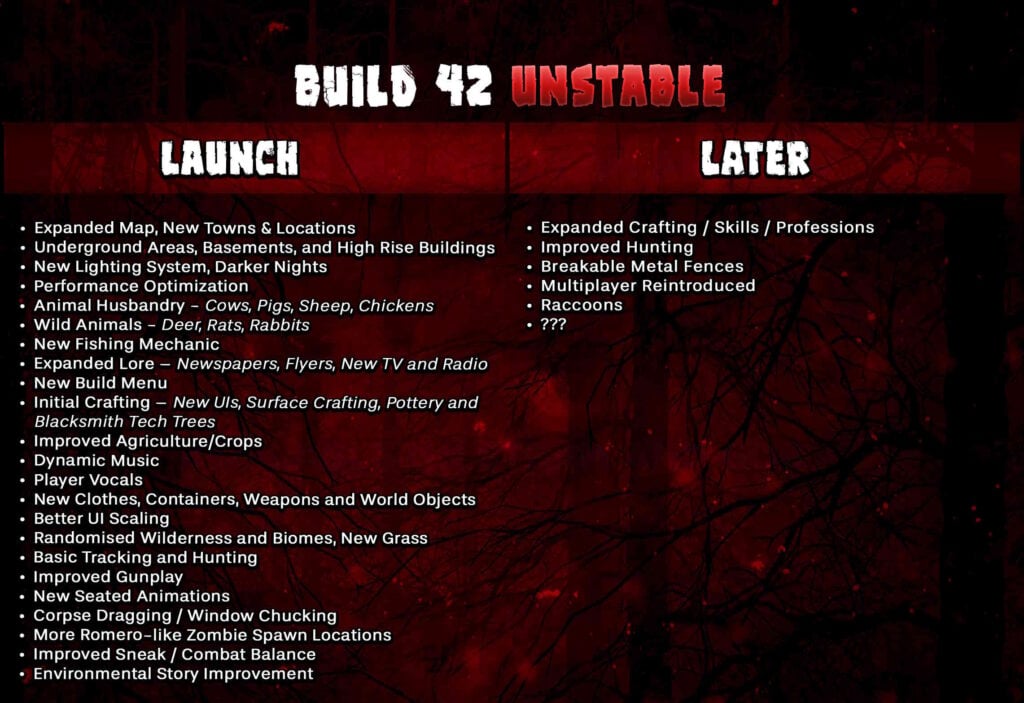 BUILD 42 UNSTABLE
LAUNCH
• Expanded Map, New Towns & Locations
• Underground Areas, Basements, and High Rise Buildings
• New Lighting System, Darker Nights
• Performance Optimization
• Animal Husbandry - Cows, Pigs, Sheep, Chickens
• Wild Animals - Deer, Rats, Rabbits
• New Fishing Mechanic
• Expanded Lore – Newspapers, Flyers, New TV and Radio
• New Build Menu
• Initial Crafting – New UIs, Surface Crafting, Pottery and
Blacksmith Tech Trees
• Improved Agriculture/Crops
• Dynamic Music
• Player Vocals
• New Clothes, Containers, Weapons and World Objects
• Better UI Scaling
• Randomised Wilderness and Biomes, New Grass
• Basic Tracking and Hunting
• Improved Gunplay
• New Seated Animations
• Corpse Dragging / Window Chucking
• More Romero-like Zombie Spawn Locations
• Improved Sneak / Combat Balance
• Environmental Story Improvement
LATER
• Expanded Crafting / Skills / Professions
• Improved Hunting
• Breakable Metal Fences
• Multiplayer Reintroduced
• Raccoons
• ???